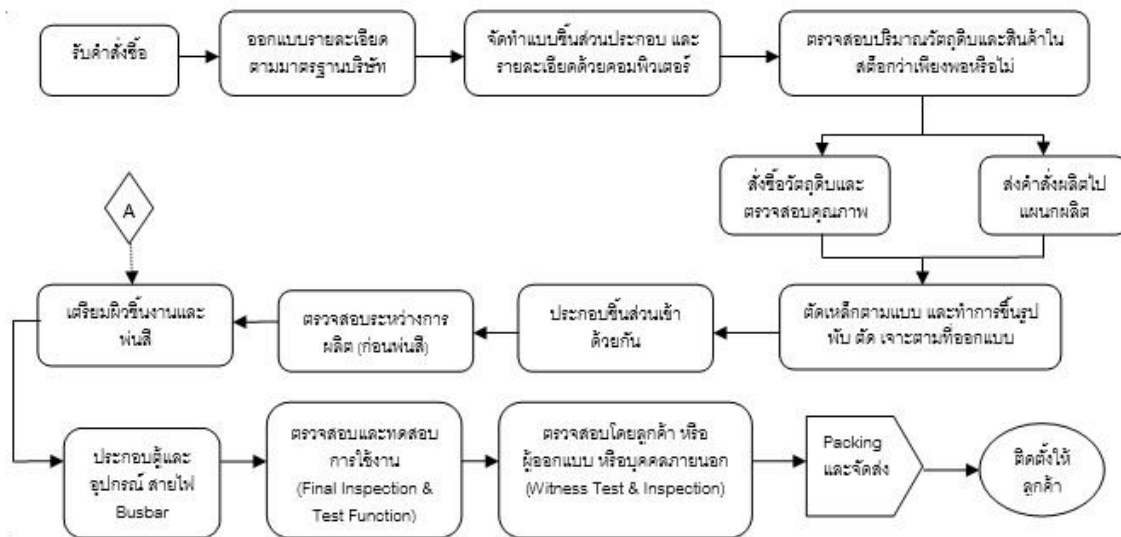 รับคำสั่งซื้อ
ออกแบบรายละเอียด
ตามมาตรฐานบริษัท
จัดทำแบบชิ้นส่วนประกอบ และ
รายละเอียดด้วยคอมพิวเตอร์
ตรวจสอบปริมาณวัตถุดิบและสินค้าใน
สต๊อกว่าเพียงพอหรือไม่
สั่งซื้อวัตถุดิบและ
ตรวจสอบคุณภาพ
ส่งคำสั่งผลิตไป
แผนกผลิต
A
เตรียมผิวชิ้นงานและ
พ่นสี
ตรวจสอบระหว่างการ
ผลิต (ก่อนพ่นสี)
ประกอบชิ้นส่วนเข้า
ด้วยกัน
ตัดเหล็กตามแบบ และทำการขึ้นรูป
พับ ตัด เจาะตามที่ออกแบบ
ประกอบตู้และ
อุปกรณ์ สายไฟ
Busbar
ตรวจสอบและทดสอบ
การใช้งาน
(Final Inspection &
Test Function)
ตรวจสอบโดยลูกค้า หรือ
ผู้ออกแบบ หรือบุคคลภายนอก
(Witness Test & Inspection)
Packing
และจัดส่ง
ติดตั้งให้
ลูกค้า